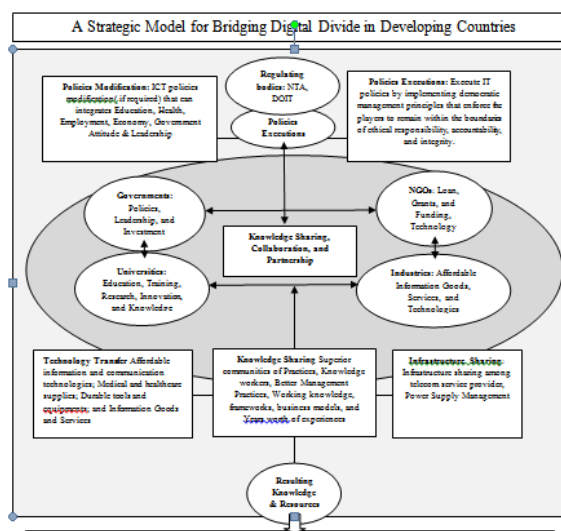 A Strategic Model for Bridging Digital Divide in Developing Countries
Policies Modification: ICT policies
modification( if required) that can
integrates Education, Health,
Employment, Economy, Government
Attitude & Leadership
Regulating
bodies: NTA,
DOIT
Policies
Executions
Policies Executions: Execute IT
policies by implementing democratic
management principles that enforce the
players to remain within the boundaries
of ethical responsibility, accountability,
and integrity.
Governments:
Policies,
Leadership, and
Investment
NGOs: Loan,
Grants, and
Funding,
Technology
Knowledge Sharing,
Collaboration, and
Partnership
Universities:
Education, Training,
Research, Innovation,
and Knowledge
Industries: Affordable
Information Goods,
Services, and
Technologies
Technology Transfer Affordable
information and communication
technologies; Medical and healthcare
supplies; Durable tools and
equipments, and Information Goods
and Services
Knowledge Sharing Superior
communities of Practices, Knowledge
workers, Better Management
Practices, Working knowledge,
frameworks, business models, and
Years worth of experiences
Infrastructure Sharing:
Infrastructure sharing among
telecom service provider,
Power Supply Management
Resulting
Knowledge
& Resources